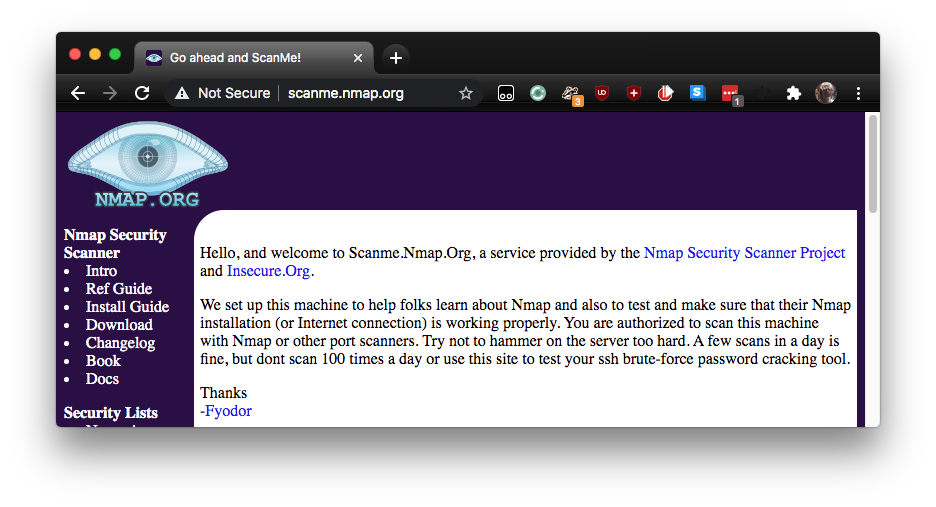 Go ahead and ScanMe!
Not Secure
scanme.nmap.org
3
1
NMAP.ORG
Nmap Security
Scanner
• Intro
• Ref Guide
• Install Guide
• Download
• Changelog
• Book
• Docs
Security Lists
Hello, and welcome to Scanme.Nmap.Org, a service provided by the Nmap Security Scanner Project
and Insecure.Org.
We set up this machine to help folks learn about Nmap and also to test and make sure that their Nmap
installation (or Internet connection) is working properly. You are authorized to scan this machine
with Nmap or other port scanners. Try not to hammer on the server too hard. A few scans in a day is
fine, but dont scan 100 times a day or use this site to test your ssh brute-force password cracking tool.
Thanks
-Fyodor